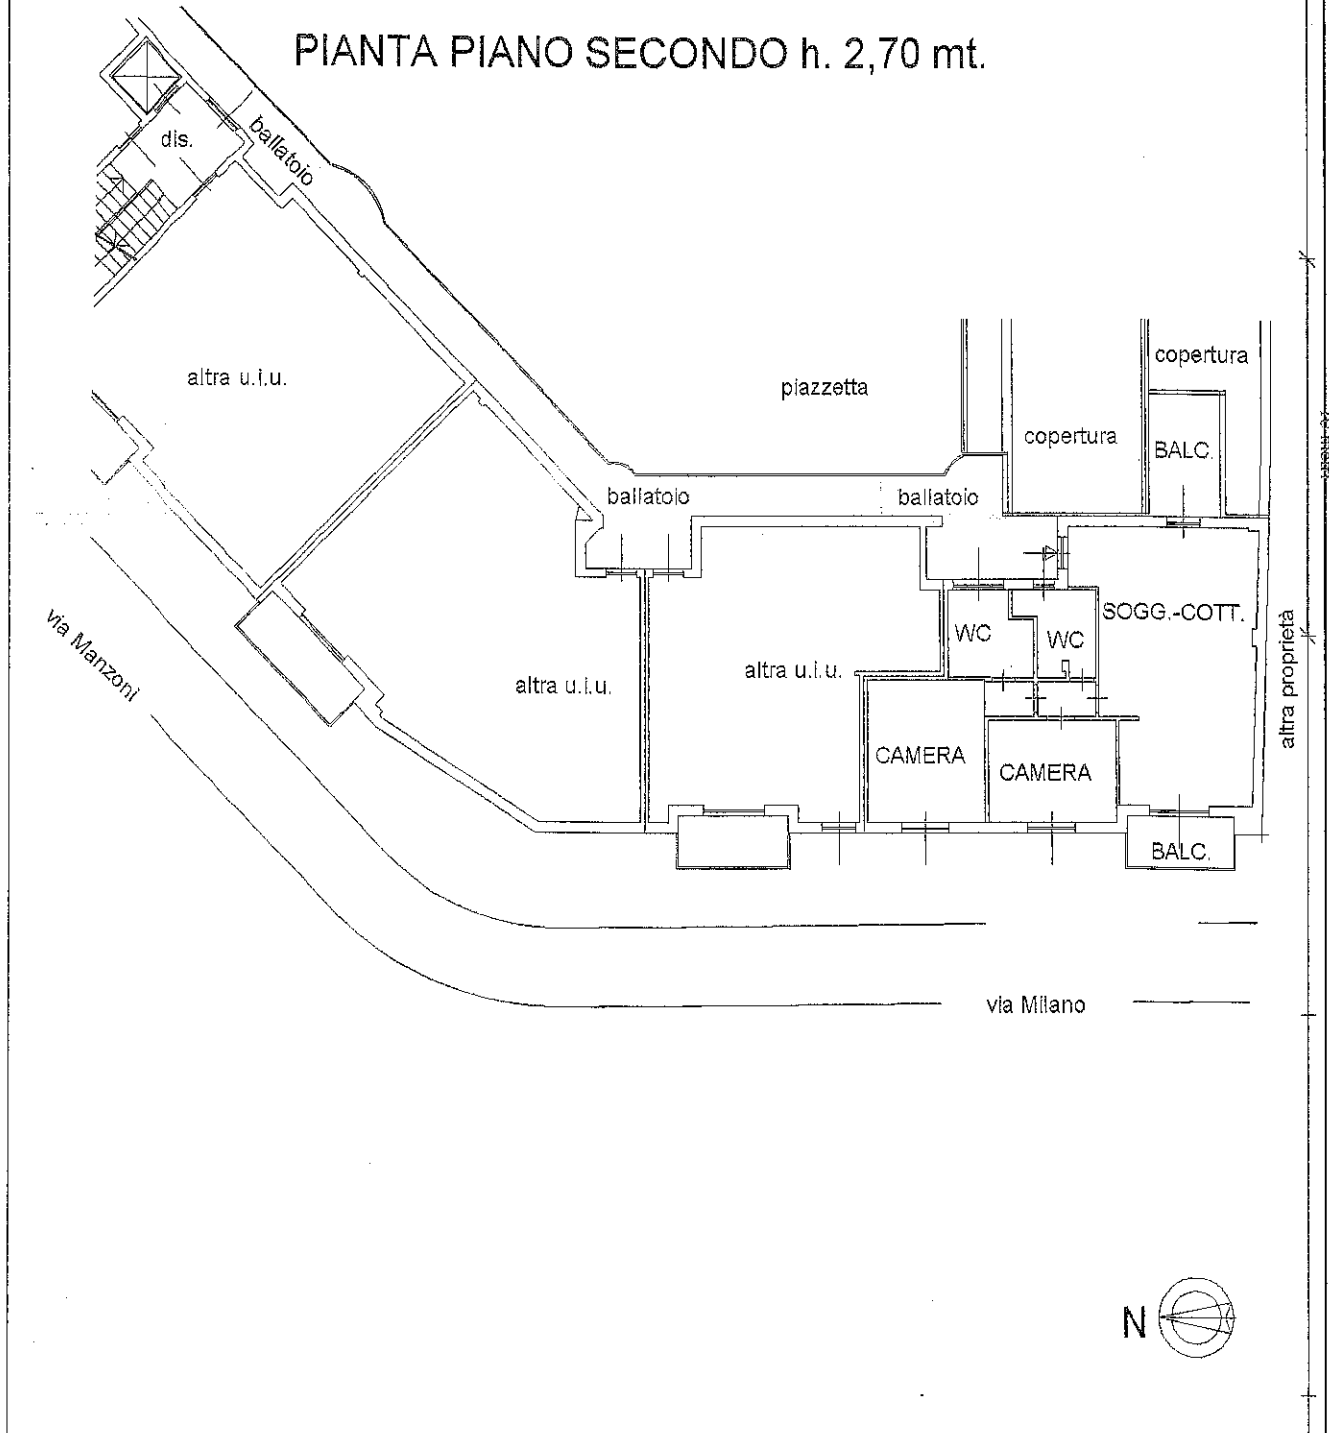 PIANTA PIANO SECONDO h. 2,70 mt.
dis.
ballatoio
altra u.i.u.
piazzetta
copertura
copertura
BALC.
ballatoio
ballatoio
via Manzoni
altra u.i.u.
altra u.i.u.
WC
WC
SOGG.-COTT.
altra proprietà
CAMERA
CAMERA
BALC.
via Milano
N